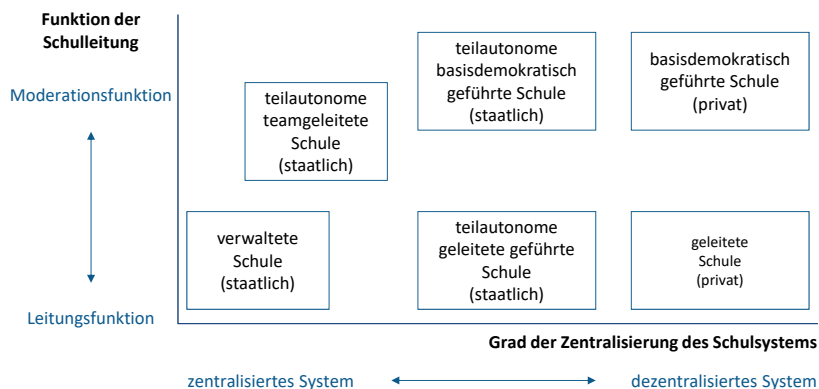 Funktion der
Schulleitung
Moderationsfunktion
Leitungsfunktion
teilautonome
teamgeleitete
Schule
(staatlich)
teilautonome
basisdemokratisch
geführte Schule
(staatlich)
basisdemokratisch
geführte Schule
(privat)
verwaltete
Schule
(staatlich)
teilautonome
geleitete geführte
Schule
(staatlich)
geleitete
Schule
(privat)
Grad der Zentralisierung des Schulsystems
zentralisiertes System
dezentralisiertes System